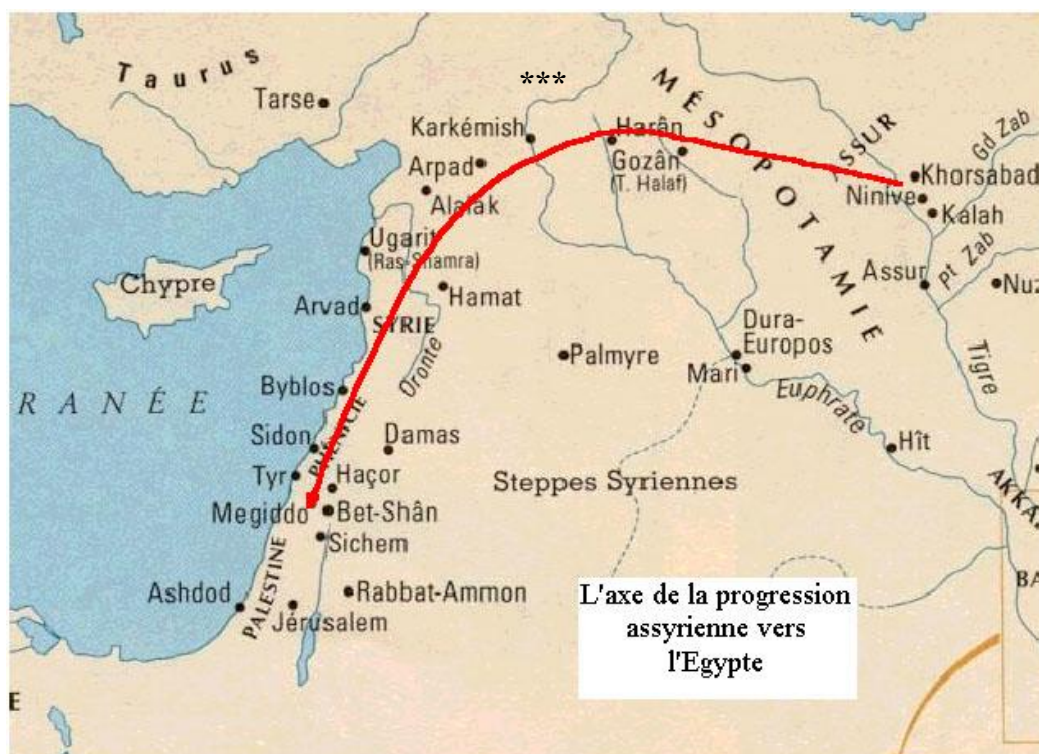 Taurus
Tarse
***
MÉSOPOTAMIE
Karkémish
Harân
Gozân
(T. Halaf)
Arpad
Alalak
ASSUR
Gd Zab
Khorsabad
Ninive
Kalah
Ugarit
(Ras-Shamra)
Chypre
Hamat
Assur
Pt Zab
Arvad
SYRIE
Oronte
Palmyre
Dura-
Europos
Mari
Tigre
Byblos
RANÉE
Euphrate
Sidon
PHÉNICIE
Damas
Hît
Tyr
Haçor
Steppes Syriennes
Megiddo
Bet-Shân
Sichem
PALESTINE
Ashdod
Rabbat-Ammon
Jérusalem
L'axe de la progression
assyrienne vers
l'Egypte